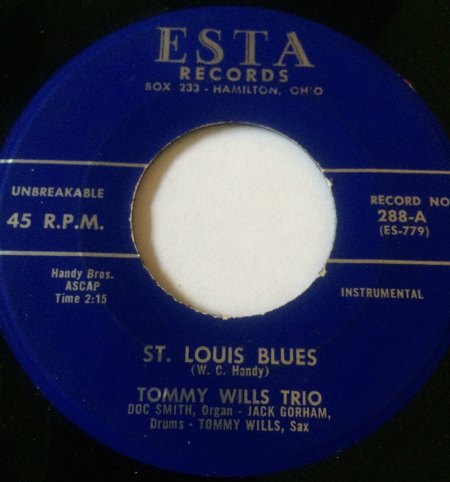 ESTA
RECORDS
BOX 233 - HAMILTON, OHIO
UNBREAKABLE
45 R.P.M.
RECORD NO
288-A
(ES-779)
Handy Bros.
ASCAP
Time 2:15
INSTRUMENTAL
ST. LOUIS BLUES
(W. C. Handy)
TOMMY WILLS TRIO
DOC SMITH, Organ - JACK GORHAM,
Drums - TOMMY WILLS, Sax